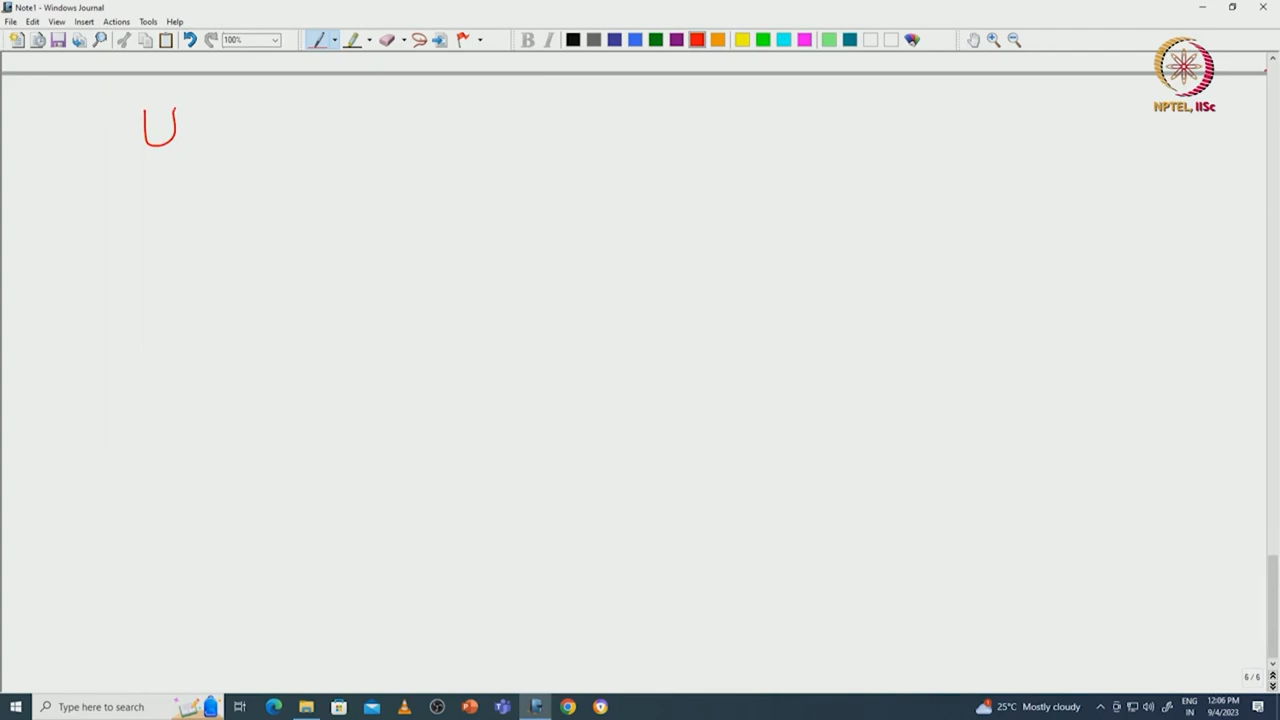 Note1 - Windows Journal
File Edit View Insert Actions Tools Help
100%
B I
NPTEL, IISc
U
6 / 6
Type here to search
25°C Mostly cloudy
ENG
IN
12:06 PM
9/4/2023